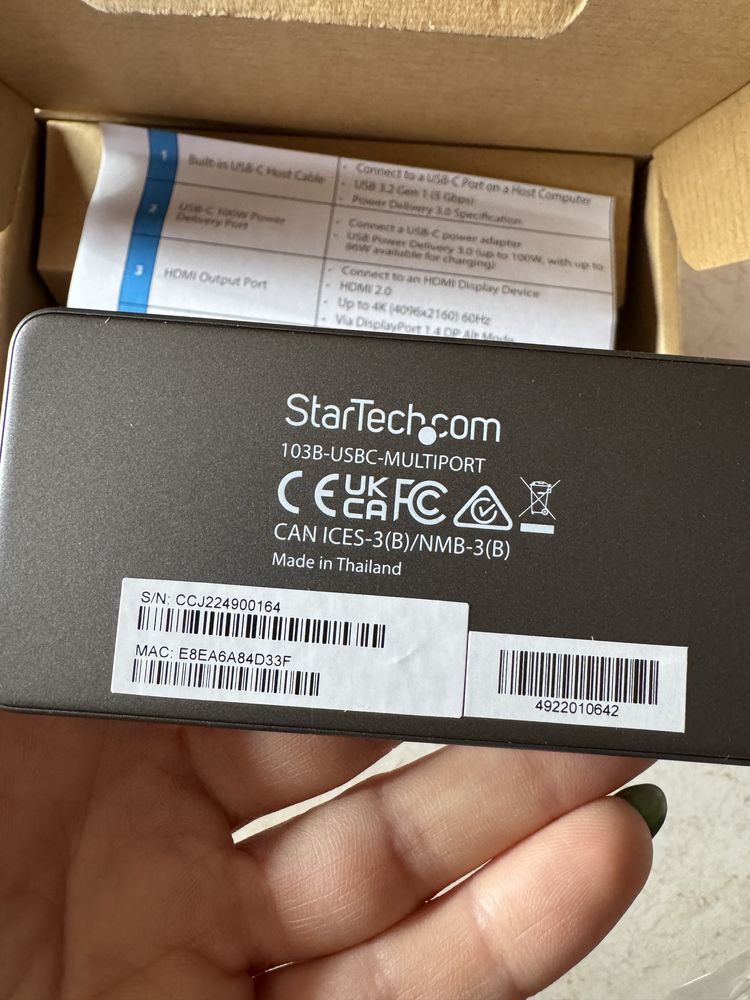 1
Built-in USB-C Host Cable
• Connect to a USB-C Port on a Host Computer
• USB 3.2 Gen 1 (5 Gbps)
• Power Delivery 3.0 Specification
2
USB-C 100W Power
Delivery Port
• Connect a USB-C power adapter
• USB Power Delivery 3.0 (up to 100W, with up to
86W available for charging)
3
HDMI Output Port
• Connect to an HDMI Display Device
• HDMI 2.0
• Up to 4K (4096x2160) 60Hz
• Via DisplayPort 1.4 DP Alt Mode
StarTech.com
103B-USBC-MULTIPORT
CE UK CA FC
CAN ICES-3(B)/NMB-3(B)
Made in Thailand
S/N: CCJ224900164
MAC: E8EA6A84D33F
4922010642